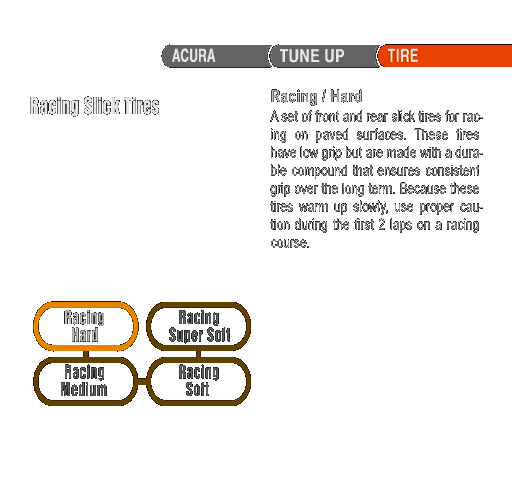 ACURA TUNE UP TIRE
Racing Slick Tires
Racing / Hard
A set of front and rear slick tires for rac-
ing on paved surfaces. These tires
have low grip but are made with a dura-
ble compound that ensures consistent
grip over the long term. Because these
tires warm up slowly, use proper cau-
tion during the first 2 laps on a racing
course.
Racing
Hard
Racing
Super Soft
Racing
Medium
Racing
Soft